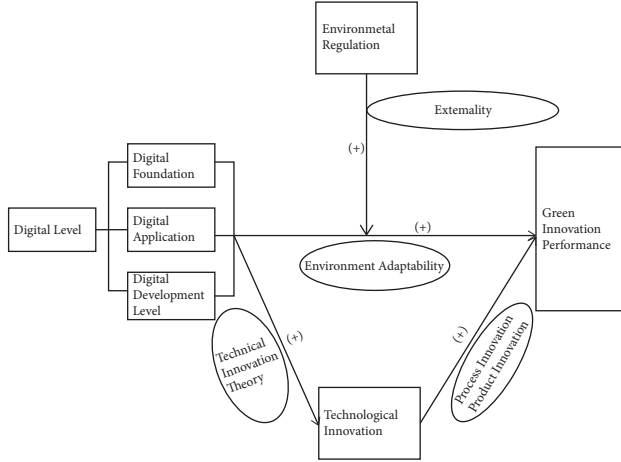 Environmetal
Regulation
Extemality
(+)
Digital
Foundation
Digital Level
Digital
Application
(+)
Green
Innovation
Performance
Environment Adaptability
Digital
Development
Level
Technical
Innovation
Theory
(+)
(+)
Process Innovation
Product Innovation
Technological
Innovation